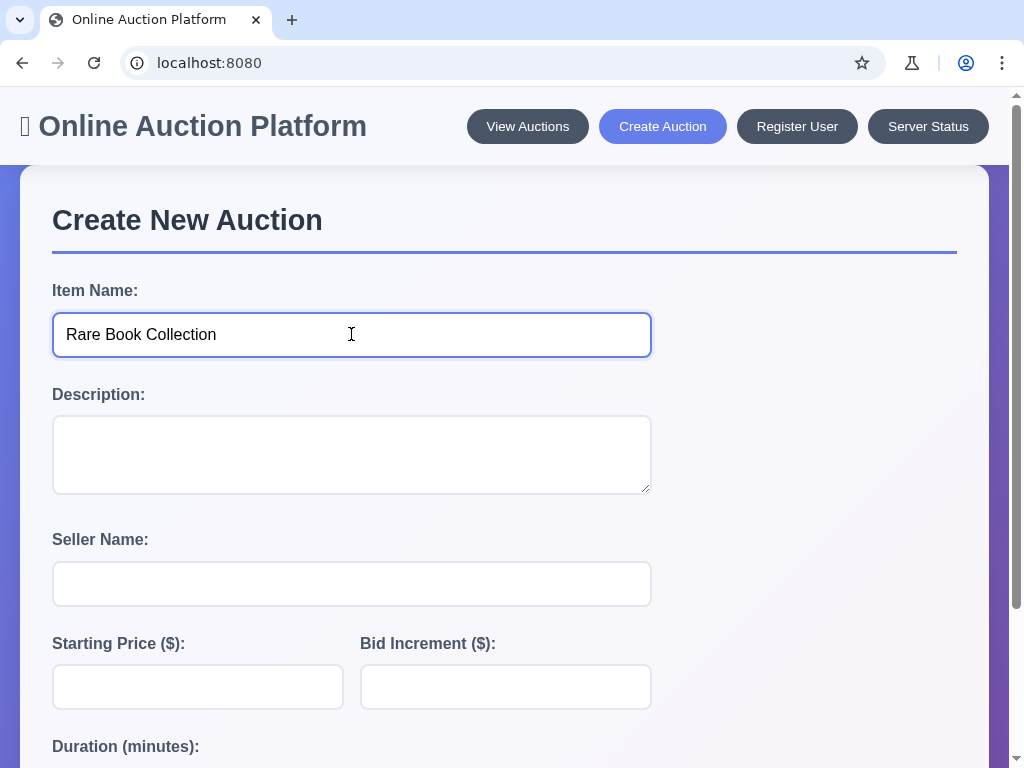 Online Auction Platform
localhost:8080
Online Auction Platform
View Auctions
Create Auction
Register User
Server Status
Create New Auction
Item Name:
Rare Book Collection
Description:
Seller Name:
Starting Price ($):
Bid Increment ($):
Duration (minutes):